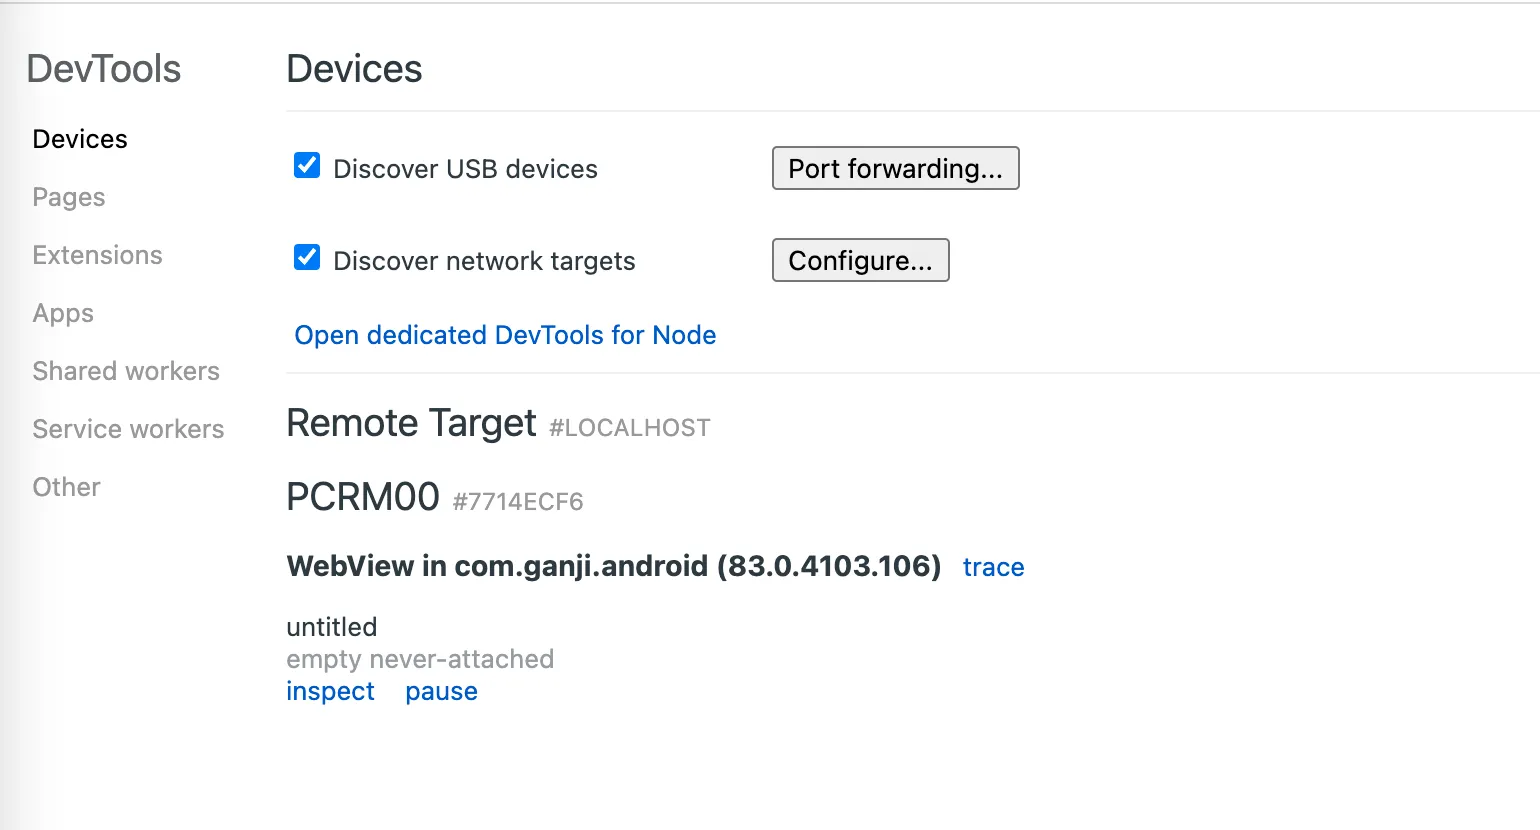 DevTools
Devices
Pages
Extensions
Apps
Shared workers
Service workers
Other
Devices
Discover USB devices
Port forwarding...
Discover network targets
Configure...
Open dedicated DevTools for Node
Remote Target #LOCALHOST
PCRM00 #7714ECF6
WebView in com.ganji.android (83.0.4103.106) trace
untitled
empty never-attached
inspect pause